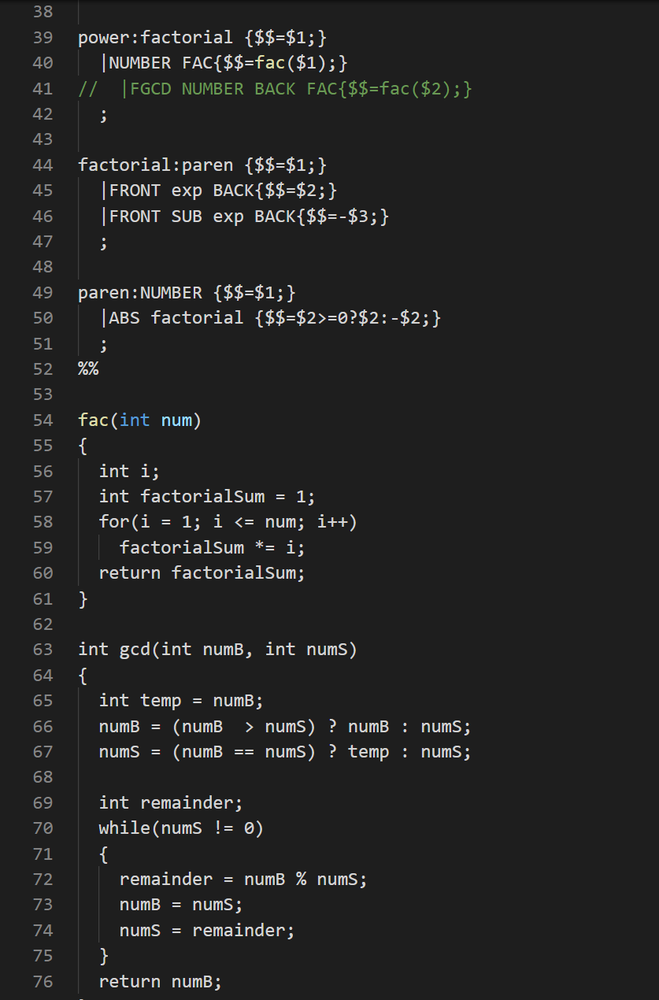 38
39 power:factorial {$$=$1;}
40 |NUMBER FAC{$$=fac($1);}
41 // |FGCD NUMBER BACK FAC{$$=fac($2);}
42 ;
43
44 factorial:paren {$$=$1;}
45 |FRONT exp BACK{$$=$2;}
46 |FRONT SUB exp BACK{$$=-$3;}
47 ;
48
49 paren:NUMBER {$$=$1;}
50 |ABS factorial {$$=$2>=0?$2:-$2;}
51 ;
52 %%
53
54 fac(int num)
55 {
56 int i;
57 int factorialSum = 1;
58 for(i = 1; i <= num; i++)
59 factorialSum *= i;
60 return factorialSum;
61 }
62
63 int gcd(int numB, int numS)
64 {
65 int temp = numB;
66 numB = (numB  > numS) ? numB : numS;
67 numS = (numB == numS) ? temp : numS;
68
69 int remainder;
70 while(numS != 0)
71 {
72 remainder = numB % numS;
73 numB = numS;
74 numS = remainder;
75 }
76 return numB;